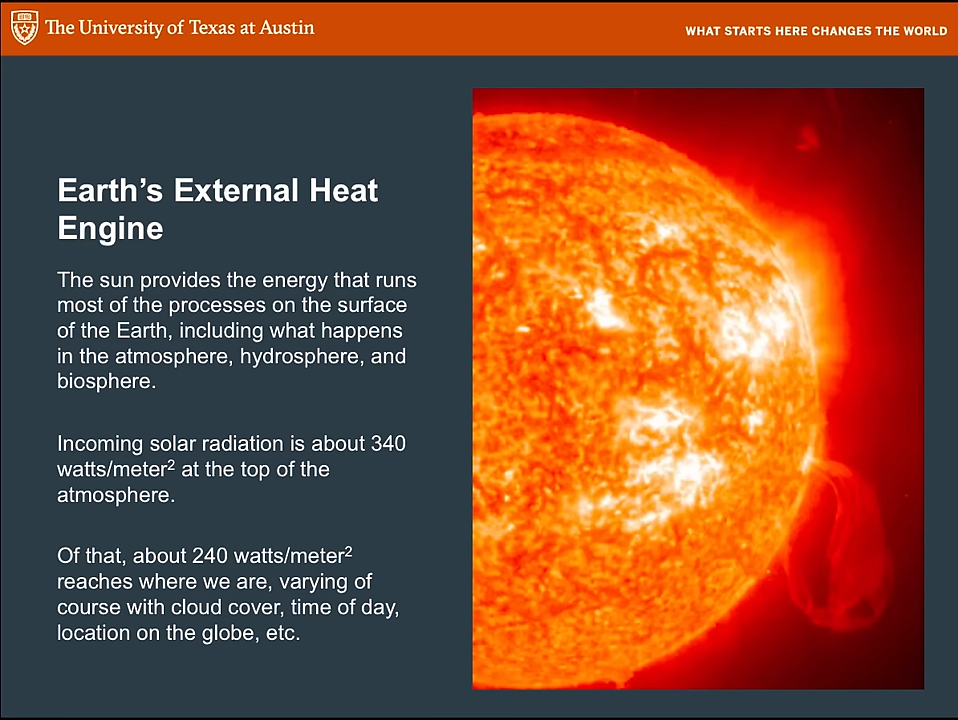 The University of Texas at Austin
WHAT STARTS HERE CHANGES THE WORLD
Earth’s External Heat
Engine
The sun provides the energy that runs
most of the processes on the surface
of the Earth, including what happens
in the atmosphere, hydrosphere, and
biosphere.
Incoming solar radiation is about 340
watts/meter² at the top of the
atmosphere.
Of that, about 240 watts/meter²
reaches where we are, varying of
course with cloud cover, time of day,
location on the globe, etc.